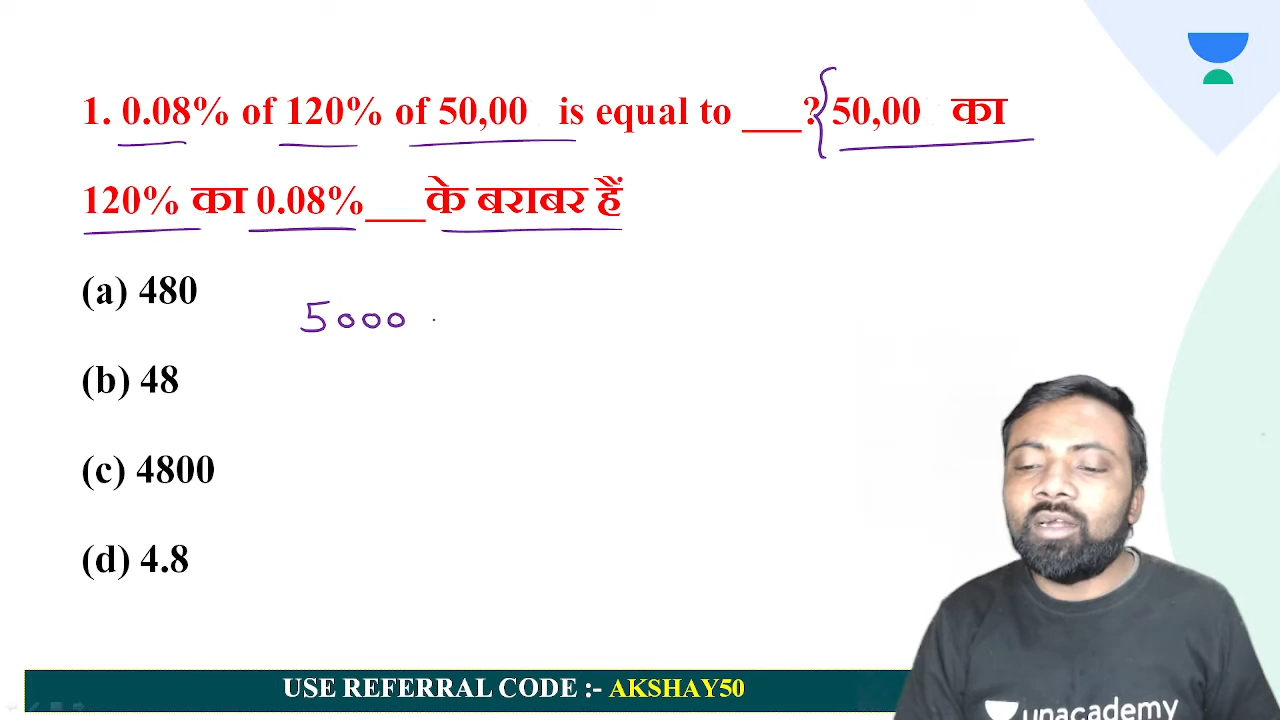 1. 0.08% of 120% of 50,00 is equal to ___? 50,00 का
120% का 0.08%___के बराबर हैं
(a) 480
5000
(b) 48
(c) 4800
(d) 4.8
USE REFERRAL CODE :- AKSHAY50
unacademy